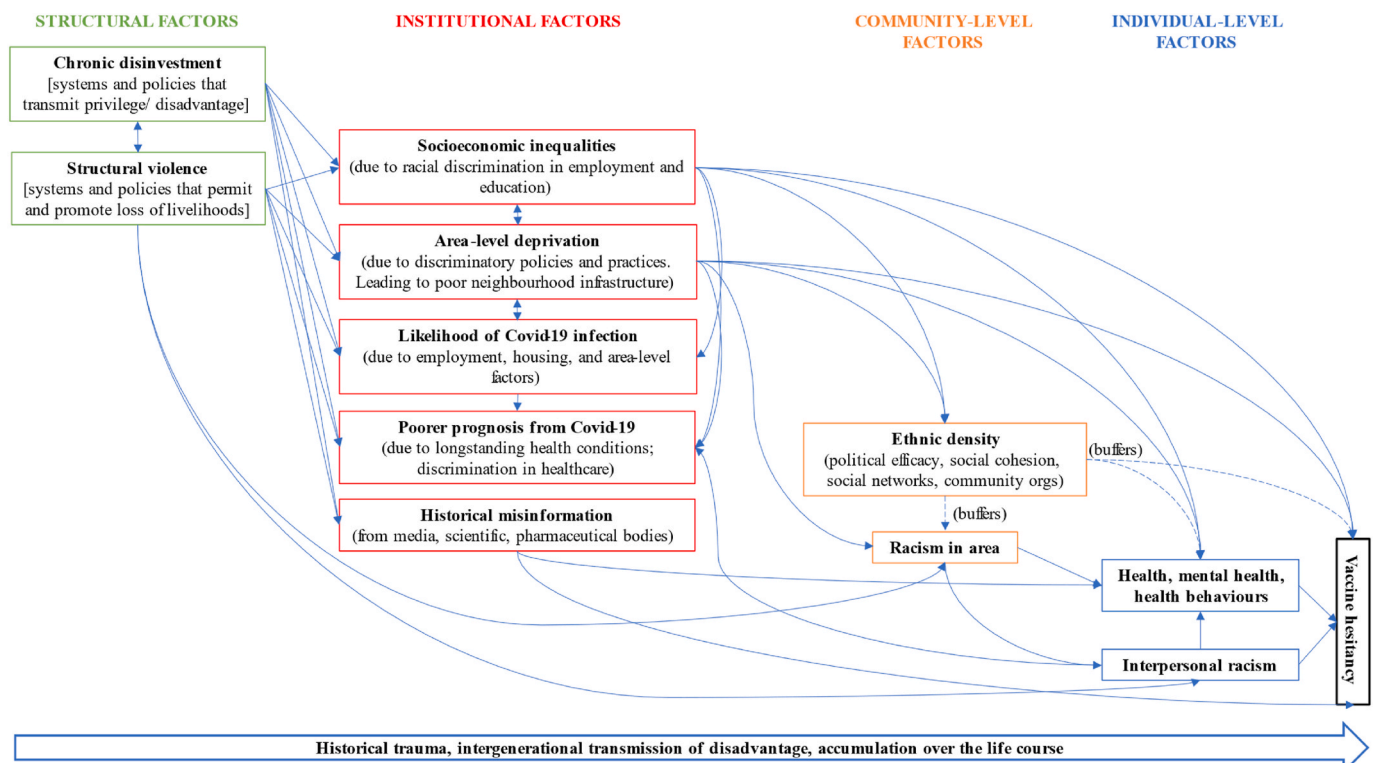 STRUCTURAL FACTORS
INSTITUTIONAL FACTORS
COMMUNITY-LEVEL
FACTORS
INDIVIDUAL-LEVEL
FACTORS
Chronic disinvestment
[systems and policies that
transmit privilege/ disadvantage]
Structural violence
[systems and policies that permit
and promote loss of livelihoods]
Socioeconomic inequalities
(due to racial discrimination in employment and
education)
Area-level deprivation
(due to discriminatory policies and practices.
Leading to poor neighbourhood infrastructure)
Likelihood of Covid-19 infection
(due to employment, housing, and area-level
factors)
Poorer prognosis from Covid-19
(due to longstanding health conditions;
discrimination in healthcare)
Historical misinformation
(from media, scientific, pharmaceutical bodies)
Ethnic density
(political efficacy, social cohesion,
social networks, community orgs)
(buffers)
(buffers)
Racism in area
Health, mental health,
health behaviours
Interpersonal racism
Vaccine hesitancy
Historical trauma, intergenerational transmission of disadvantage, accumulation over the life course